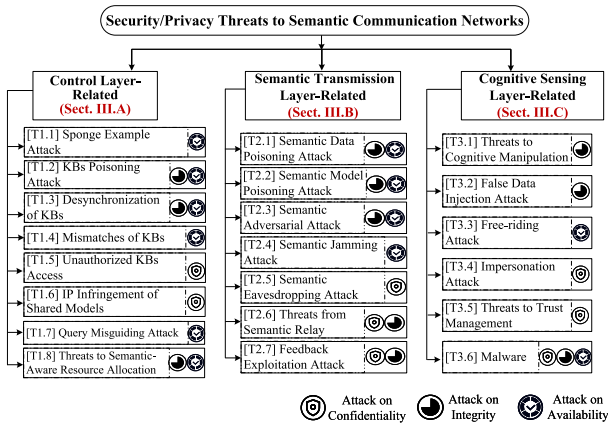 Security/Privacy Threats to Semantic Communication Networks
Control Layer-
Related
(Sect. III.A)
[T1.1] Sponge Example
Attack
[T1.2] KBs Poisoning
Attack
[T1.3] Desynchronization
of KBs
[T1.4] Mismatches of KBs
[T1.5] Unauthorized KBs
Access
[T1.6] IP Infringement of
Shared Models
[T1.7] Query Misguiding Attack
[T1.8] Threats to Semantic-
Aware Resource Allocation
Semantic Transmission
Layer-Related
(Sect. III.B)
[T2.1] Semantic Data
Poisoning Attack
[T2.2] Semantic Model
Poisoning Attack
[T2.3] Semantic
Adversarial Attack
[T2.4] Semantic Jamming
Attack
[T2.5] Semantic
Eavesdropping Attack
[T2.6] Threats from
Semantic Relay
[T2.7] Feedback
Exploitation Attack
Cognitive Sensing
Layer-Related
(Sect. III.C)
[T3.1] Threats to
Cognitive Manipulation
[T3.2] False Data
Injection Attack
[T3.3] Free-riding
Attack
[T3.4] Impersonation
Attack
[T3.5] Threats to Trust
Management
[T3.6] Malware
Attack on
Confidentiality
Attack on
Integrity
Attack on
Availability